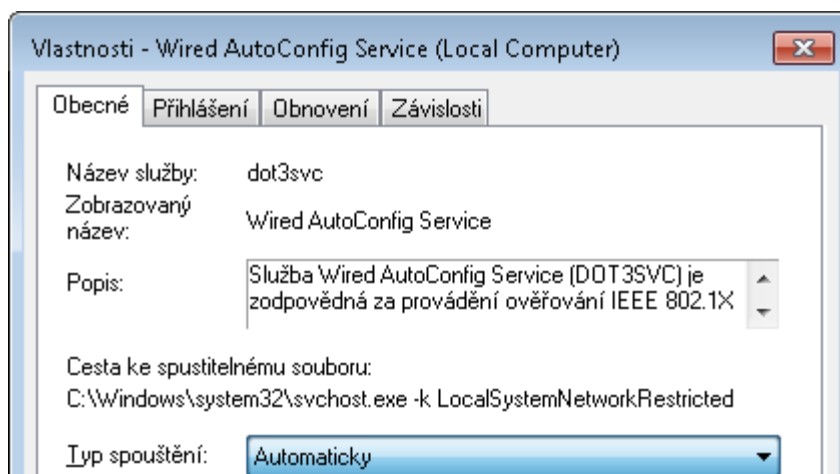 Vlastnosti - Wired AutoConfig Service (Local Computer)
Obecné Přihlášení Obnovení Závislosti
Název služby: dot3svc
Zobrazovaný
název: Wired AutoConfig Service
Popis: Služba Wired AutoConfig Service (DOT3SVC) je
zodpovědná za provádění ověřování IEEE 802.1X
Cesta ke spustitelnému souboru:
C:\Windows\system32\svchost.exe -k LocalSystemNetworkRestricted
Typ spouštění: Automaticky